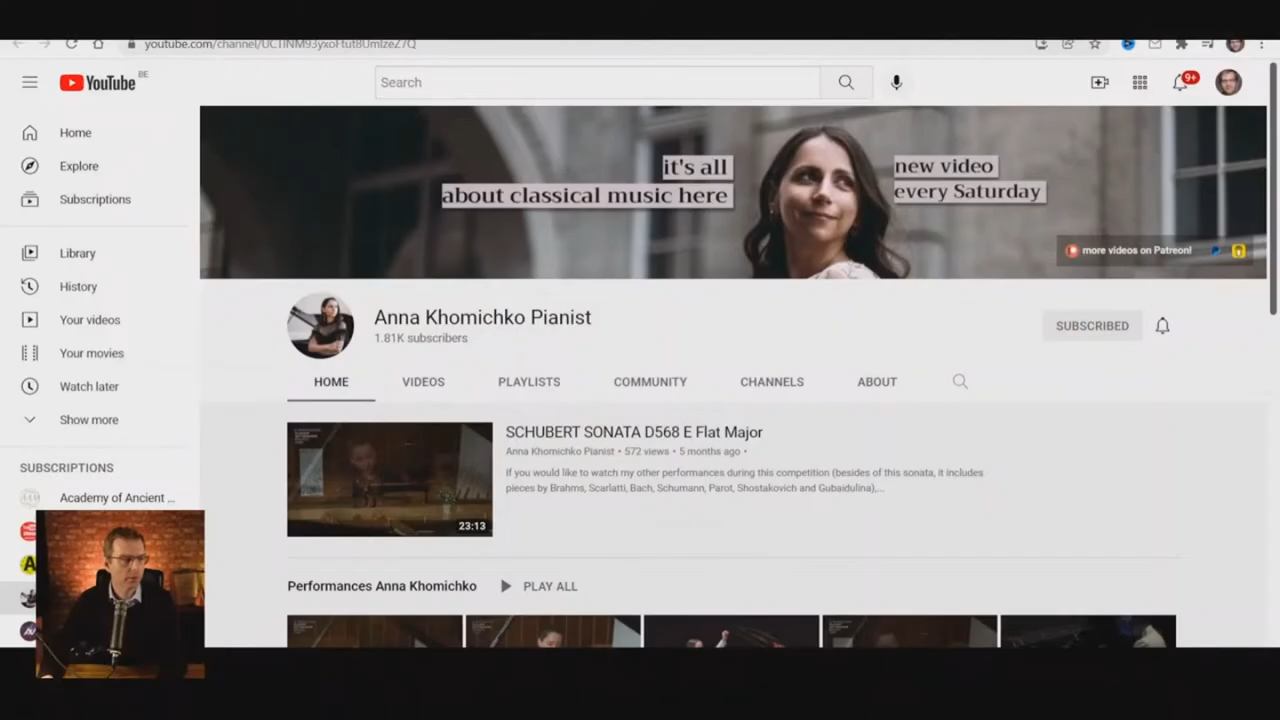 youtube.com/channel/
YouTube BE
Search
9+
Home
Explore
Subscriptions
Library
History
Your videos
Your movies
Watch later
Show more
SUBSCRIPTIONS
Academy of Ancient ...
it's all
about classical music here
new video
every Saturday
more videos on Patreon!
Anna Khomichko Pianist
1.81K subscribers
SUBSCRIBED
HOME VIDEOS PLAYLISTS COMMUNITY CHANNELS ABOUT
SCHUBERT SONATA D568 E Flat Major
Anna Khomichko Pianist • 572 views • 5 months ago •
If you would like to watch my other performances during this competition (besides of this sonata, it includes
pieces by Brahms, Scarlatti, Bach, Schumann, Parot, Shostakovich and Gubaidulina),...
23:13
Performances Anna Khomichko PLAY ALL